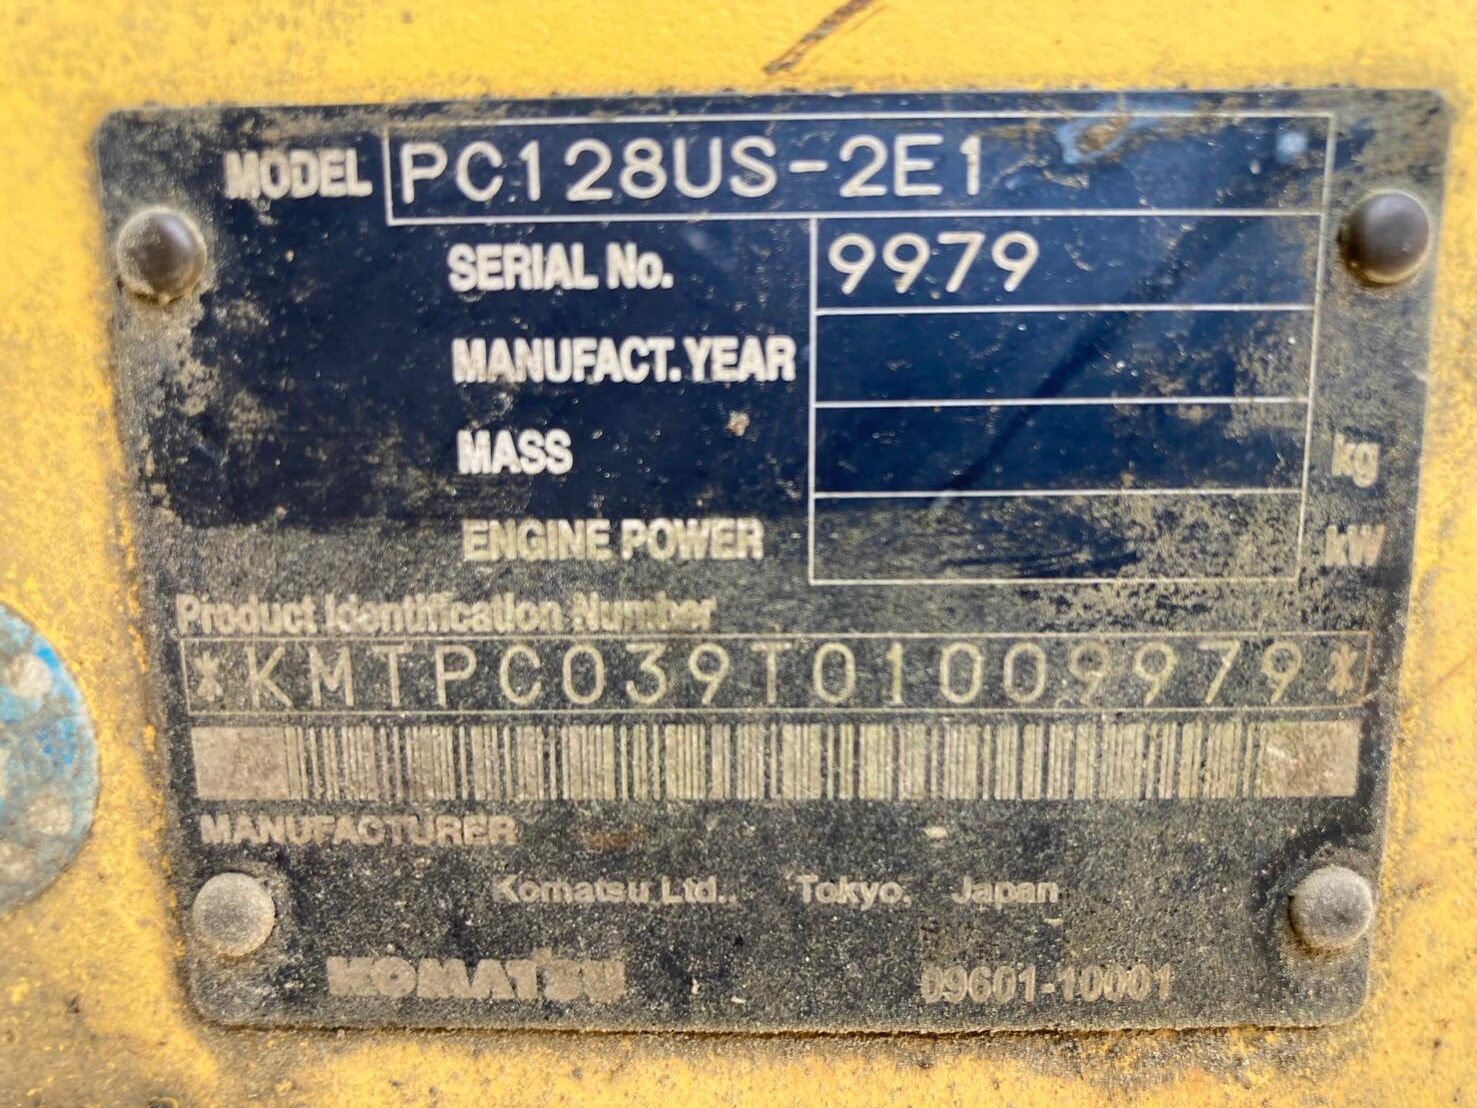 MODEL PC128US-2E1
SERIAL No. 9979
MANUFACT. YEAR
MASS kg
ENGINE POWER kW
Product Identification Number
*KMTPC039T01009979*
MANUFACTURER
Komatsu Ltd., Tokyo, Japan
KOMATSU 09601-10001